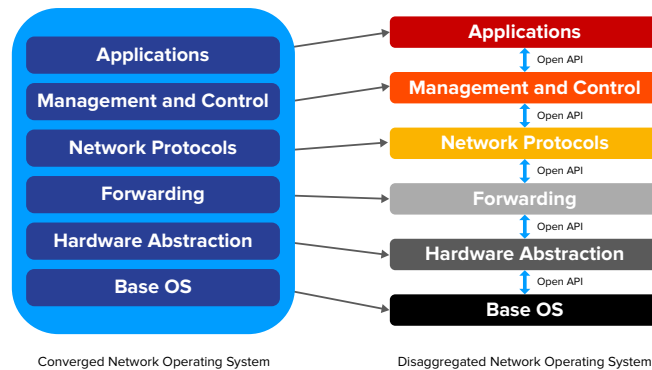 Applications
Management and Control
Network Protocols
Forwarding
Hardware Abstraction
Base OS
Converged Network Operating System
Applications
Open API
Management and Control
Open API
Network Protocols
Open API
Forwarding
Open API
Hardware Abstraction
Open API
Base OS
Disaggregated Network Operating System